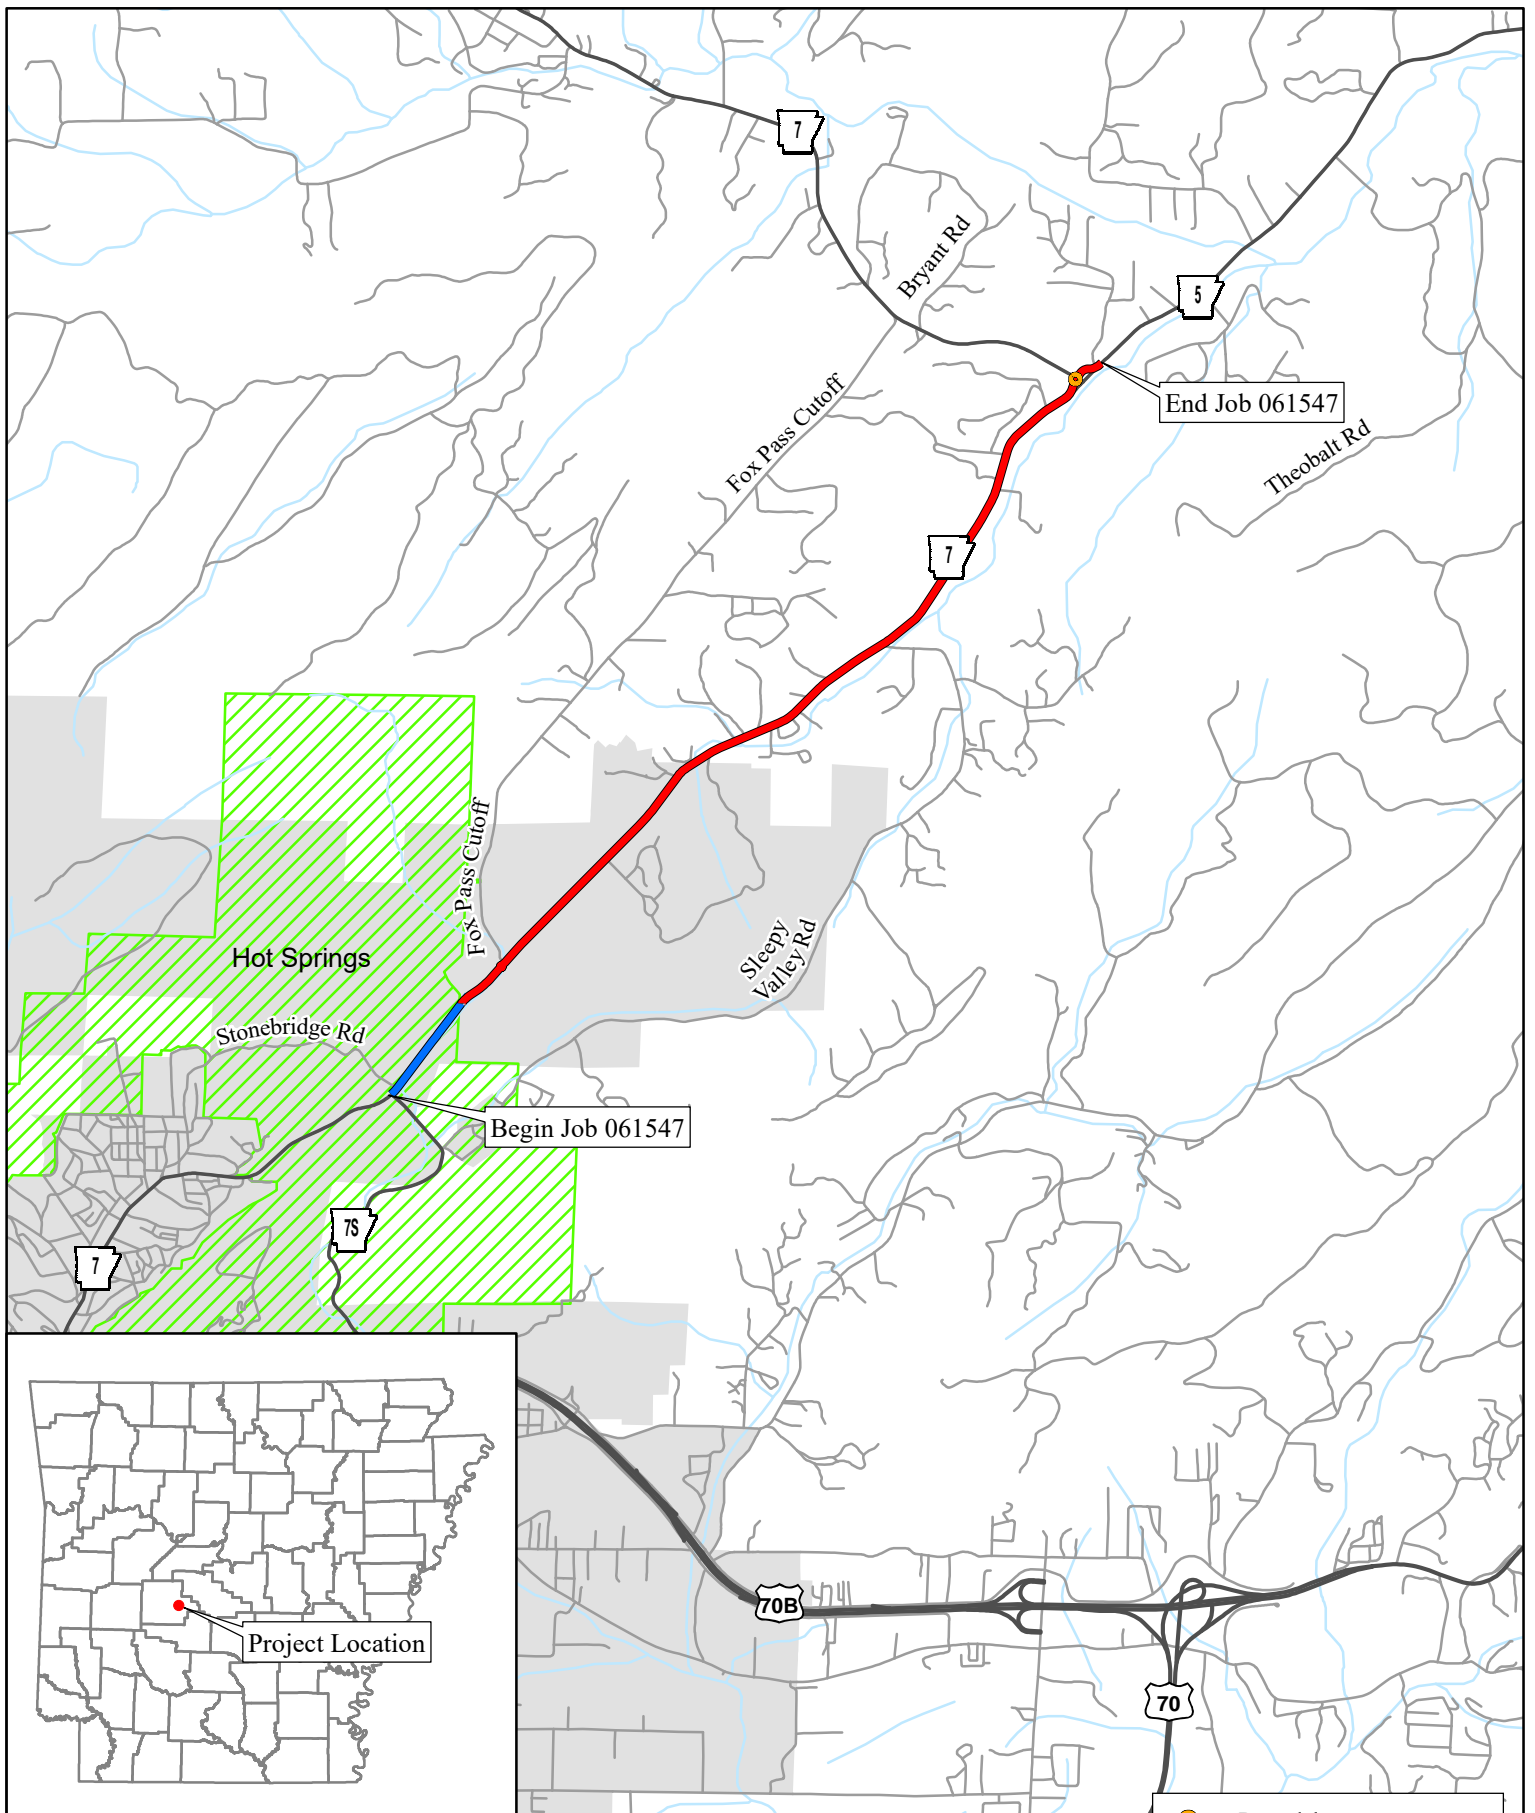 7
Bryant Rd
5
End Job 061547
Fox Pass Cutoff
Theobalt Rd
7
Fox Pass Cutoff
Hot Springs
Sleepy
Valley Rd
Stonebridge Rd
Begin Job 061547
7S
7
Project Location
70B
70